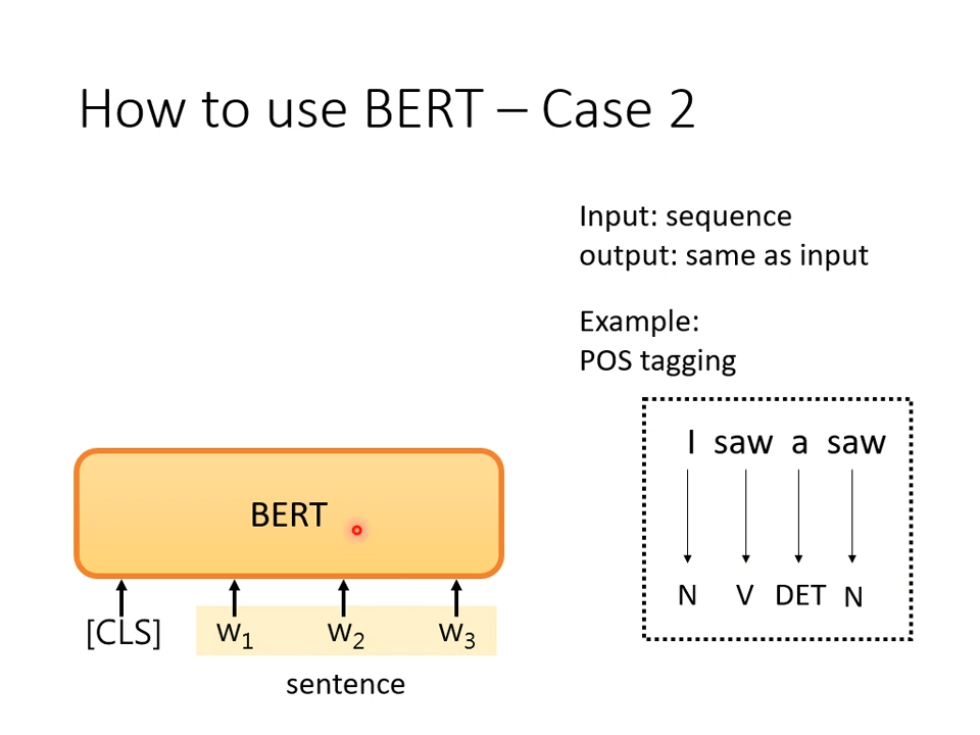 How to use BERT – Case 2
Input: sequence
output: same as input
Example:
POS tagging
I saw a saw
N V DET N
BERT
[CLS] w1 w2 w3
sentence